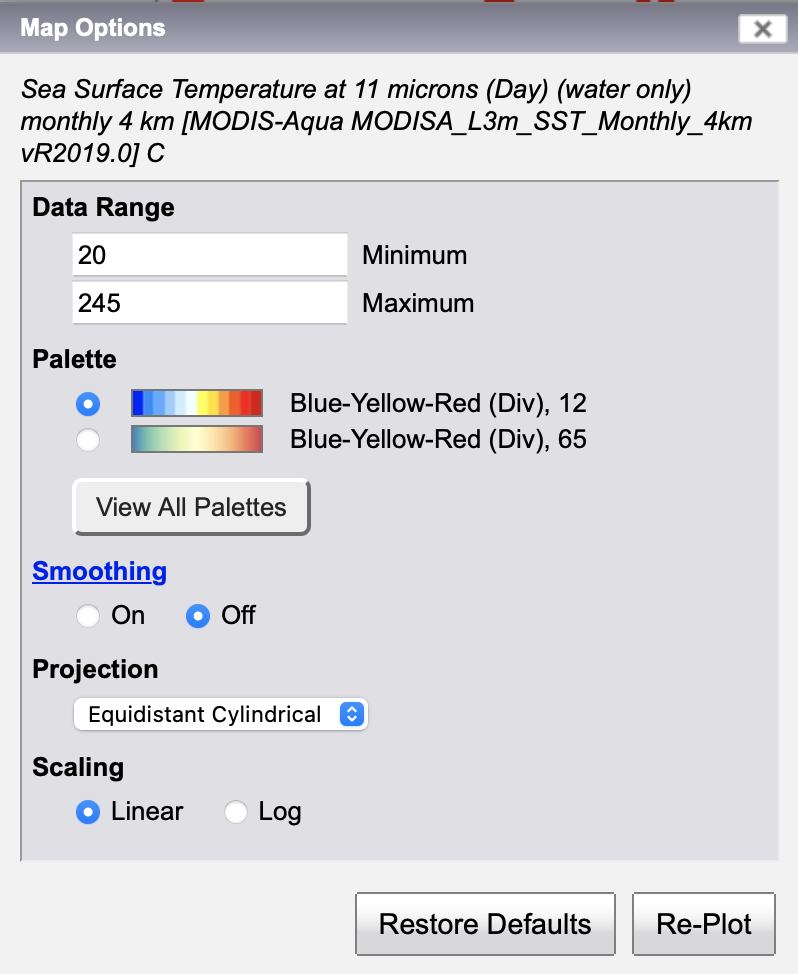 Map Options
Sea Surface Temperature at 11 microns (Day) (water only)
monthly 4 km [MODIS-Aqua MODISA_L3m_SST_Monthly_4km
vR2019.0] C
Data Range
20 Minimum
245 Maximum
Palette
Blue-Yellow-Red (Div), 12
Blue-Yellow-Red (Div), 65
View All Palettes
Smoothing
On Off
Projection
Equidistant Cylindrical
Scaling
Linear Log
Restore Defaults Re-Plot